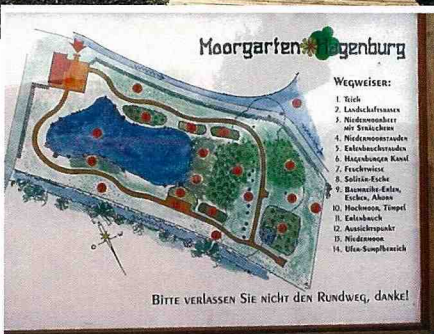 Moorgarten Hagenburg
Wegweiser:
1. Teich
2. Landschaftsrasen
3. Niedermoorbeet
mit Sträuchern
4. Niedermoorstauden
5. Erlenbruchstauden
6. Hagenburger Kanal
7. Feuchtwiese
8. Solitär-Esche
9. Baumreihe-Erlen,
Eschen, Ahorn
10. Hochmoor, Tümpel
11. Erlenbruch
12. Aussichtspunkt
13. Niedermoor
14. Ufer-Sumpfbereich
Bitte verlassen Sie nicht den Rundweg, danke!